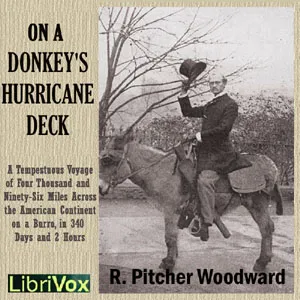 ON A
DONKEY'S
HURRICANE
DECK
A Tempestuous Voyage
of Four Thousand and
Ninety-Six Miles Across
the American Continent
on a Burro, in 340
Days and 2 Hours
LibriVox
R. Pitcher Woodward